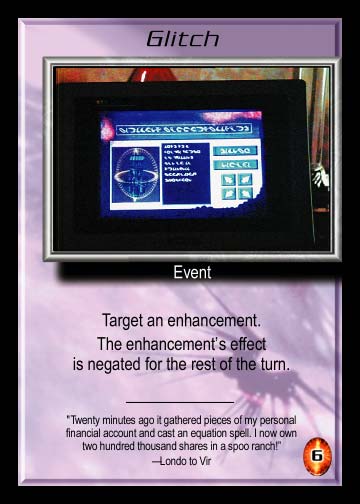 Glitch
Event
Target an enhancement.
The enhancement's effect
is negated for the rest of the turn.
"Twenty minutes ago it gathered pieces of my personal
financial account and cast an equation spell. I now own
two hundred thousand shares in a spoo ranch!"
—Londo to Vir
6